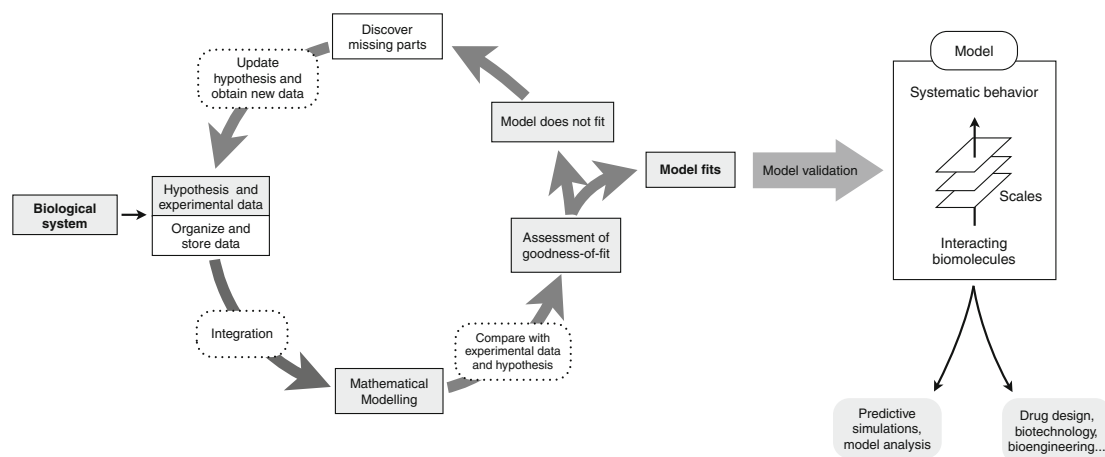 Discover
missing parts
Update
hypothesis and
obtain new data
Model does not fit
Hypothesis and
experimental data
Organize and
store data
Biological
system
Model fits
Model validation
Assessment of
goodness-of-fit
Integration
Compare with
experimental data
and hypothesis
Mathematical
Modelling
Model
Systematic behavior
Scales
Interacting
biomolecules
Predictive
simulations,
model analysis
Drug design,
biotechnology,
bioengineering...